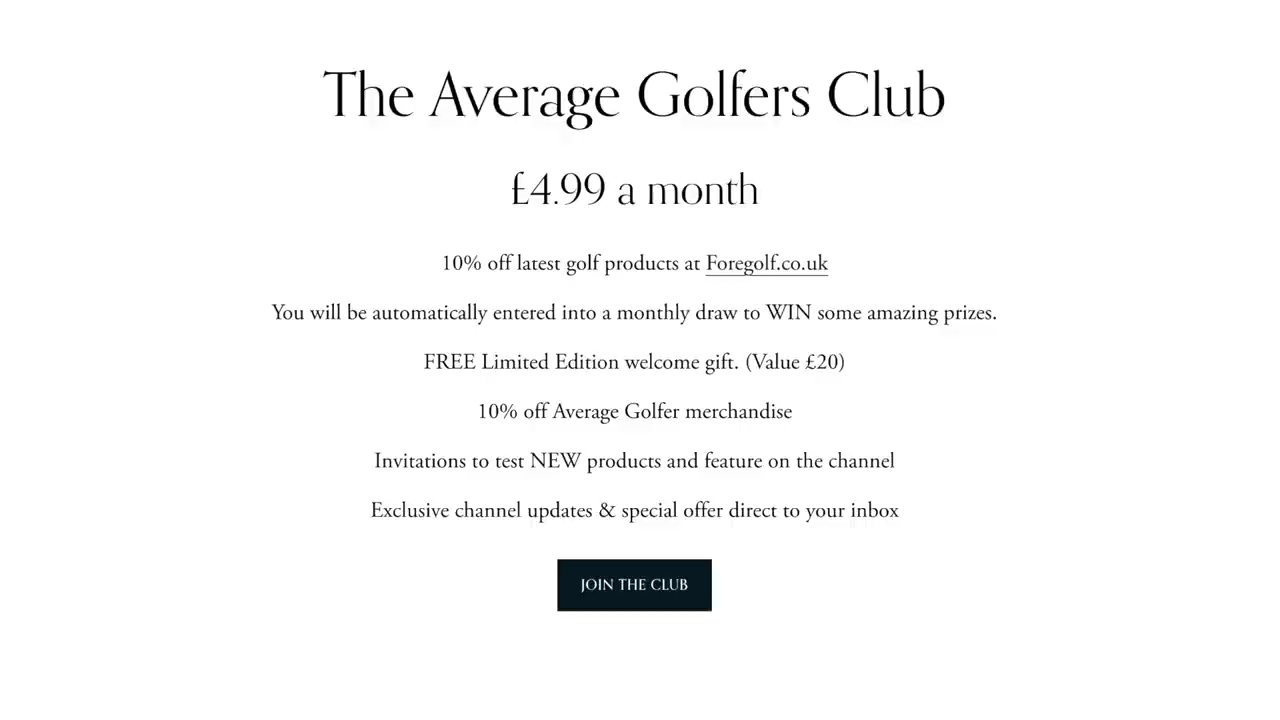 The Average Golfers Club
£4.99 a month
10% off latest golf products at Foregolf.co.uk
You will be automatically entered into a monthly draw to WIN some amazing prizes.
FREE Limited Edition welcome gift. (Value £20)
10% off Average Golfer merchandise
Invitations to test NEW products and feature on the channel
Exclusive channel updates & special offer direct to your inbox
JOIN THE CLUB